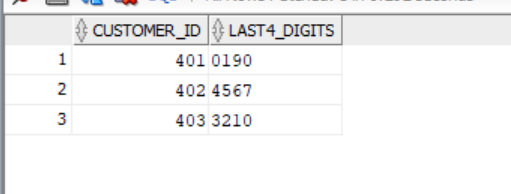 CUSTOMER_ID LAST4_DIGITS
1 401 0190
2 402 4567
3 403 3210